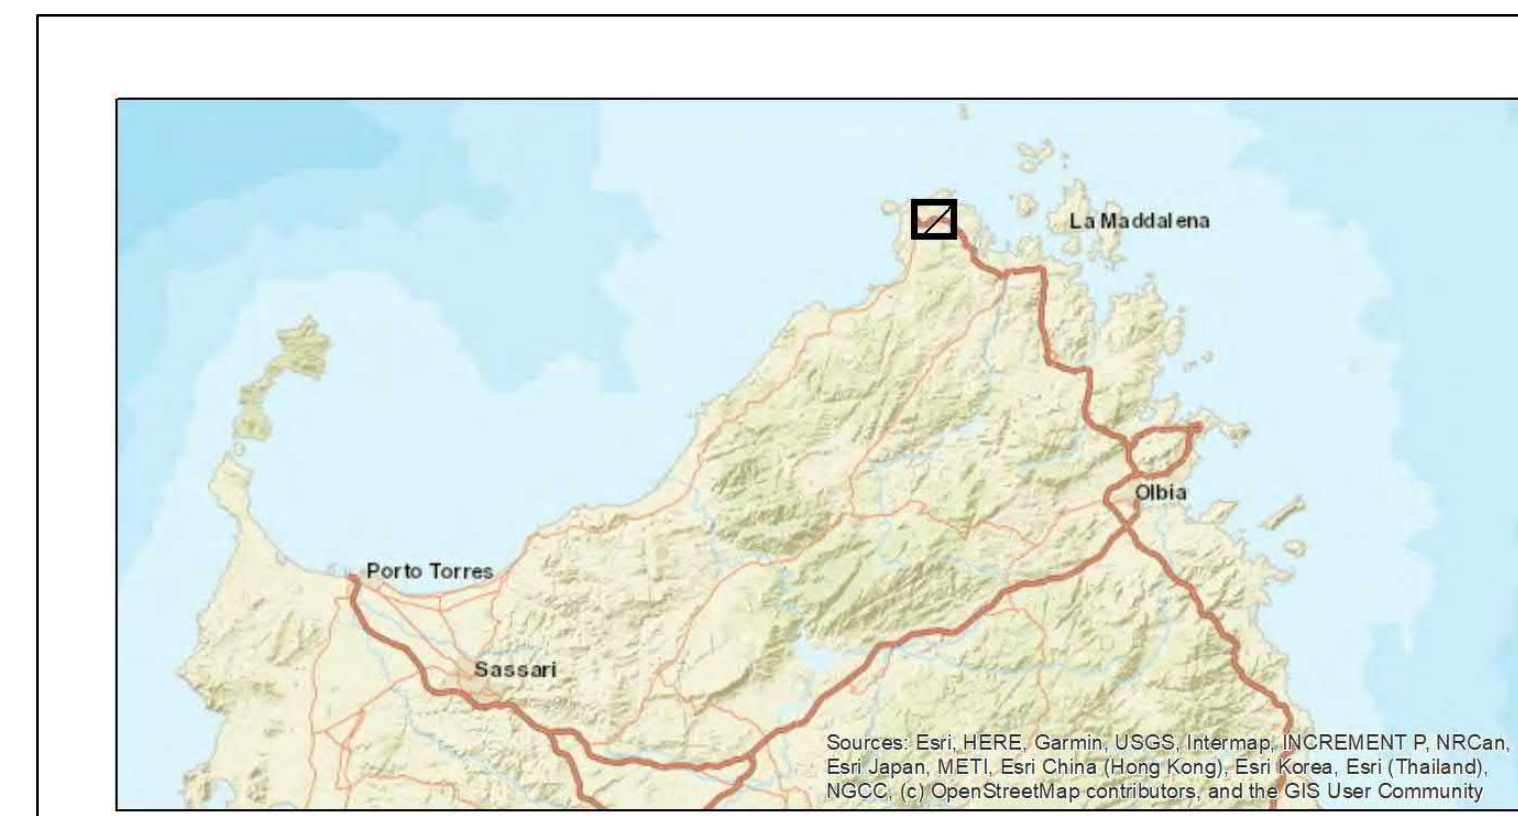 La Maddalena
Olbia
Porto Torres
Sassari
Sources: Esri, HERE, Garmin, USGS, Intermap, INCREMENT P, NRCan,
Esri Japan, METI, Esri China (Hong Kong), Esri Korea, Esri (Thailand),
NGCC, (c) OpenStreetMap contributors, and the GIS User Community